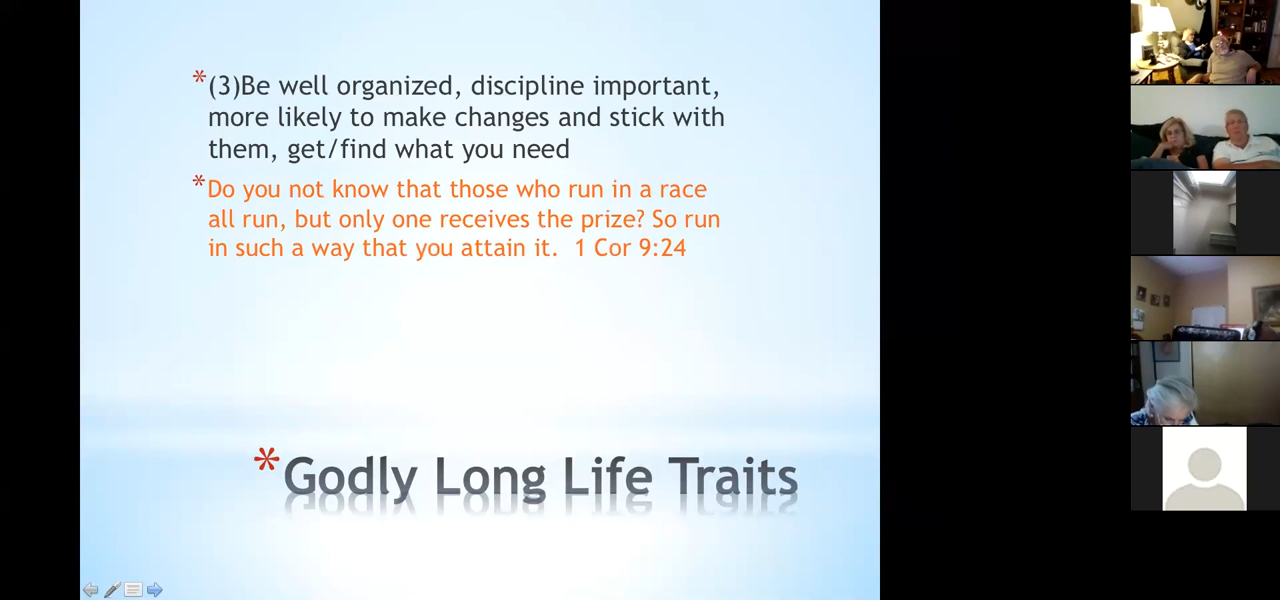 *(3)Be well organized, discipline important,
more likely to make changes and stick with
them, get/find what you need
*Do you not know that those who run in a race
all run, but only one receives the prize? So run
in such a way that you attain it.  1 Cor 9:24
*Godly Long Life Traits